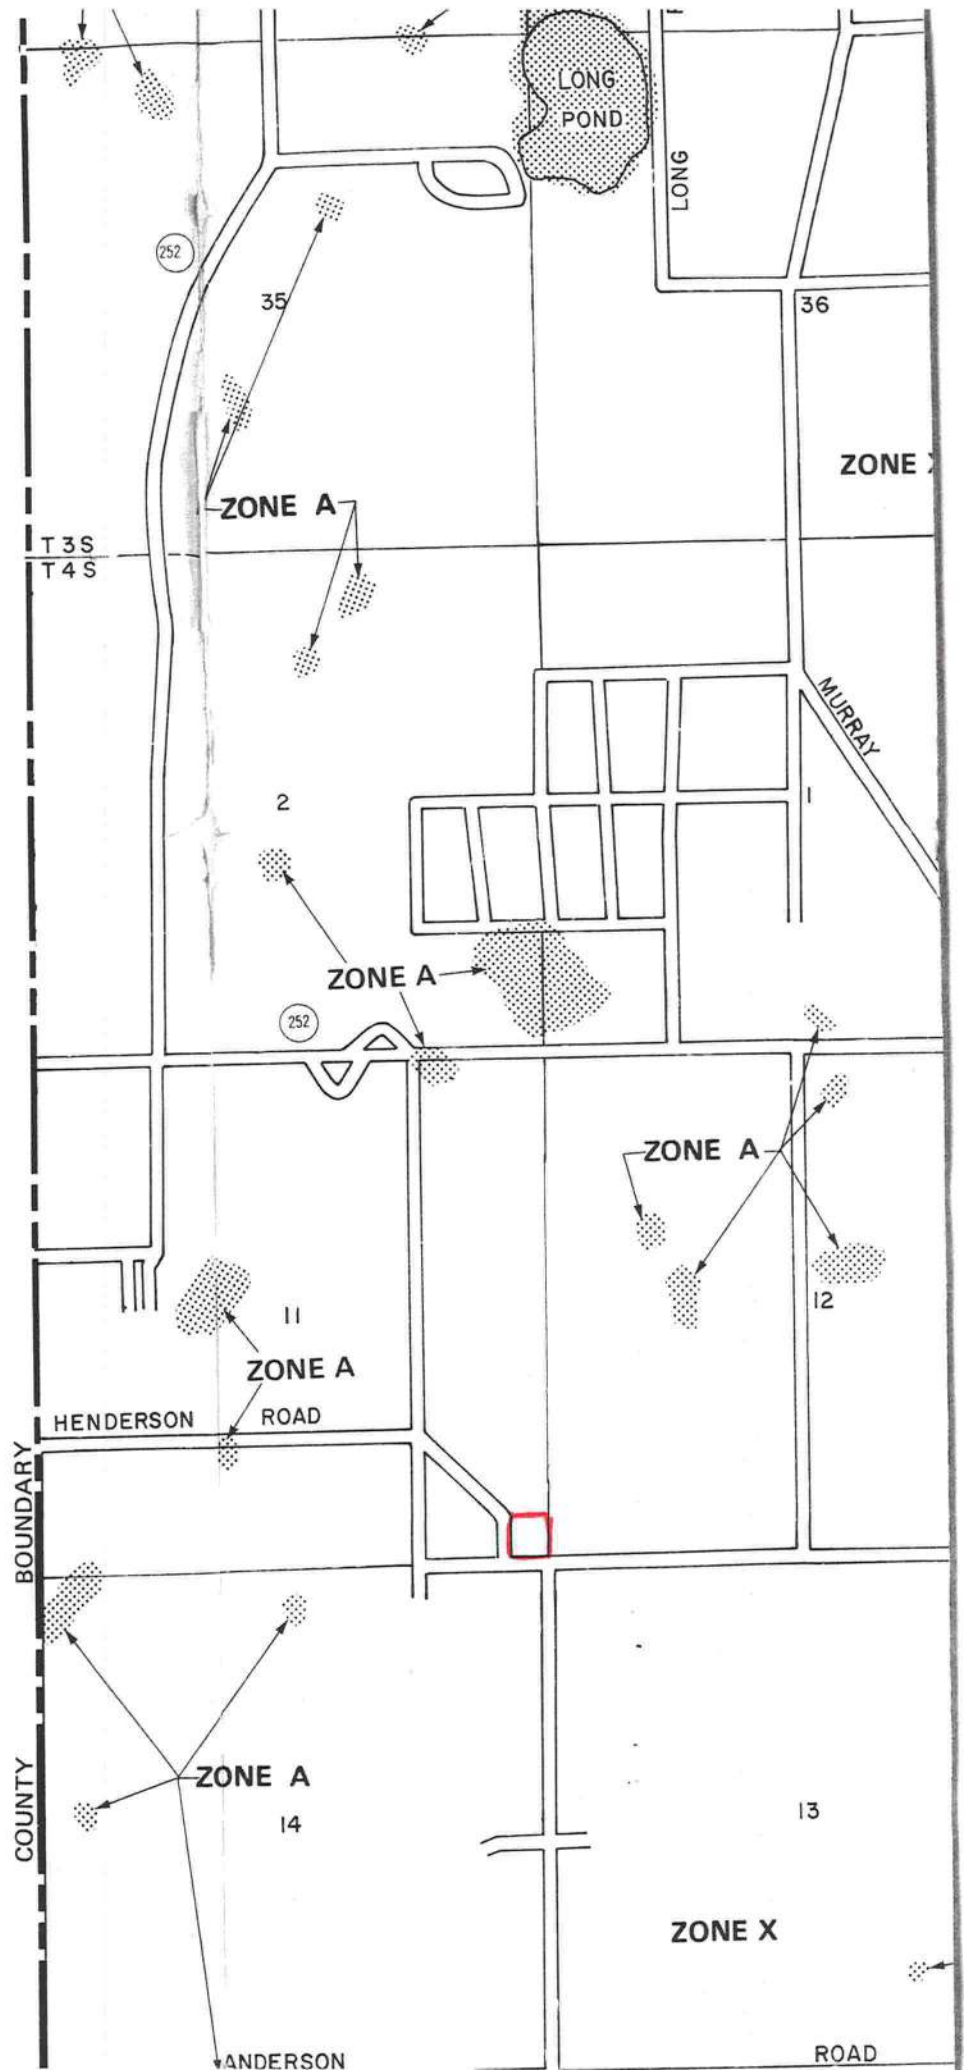 LONG
POND
LONG
252
35
36
ZONE
ZONE A
T3S
T4S
MURRAY
2
1
ZONE A
252
ZONE A
12
11
ZONE A
HENDERSON ROAD
BOUNDARY
ZONE A
COUNTY
14
13
ZONE X
ANDERSON ROAD